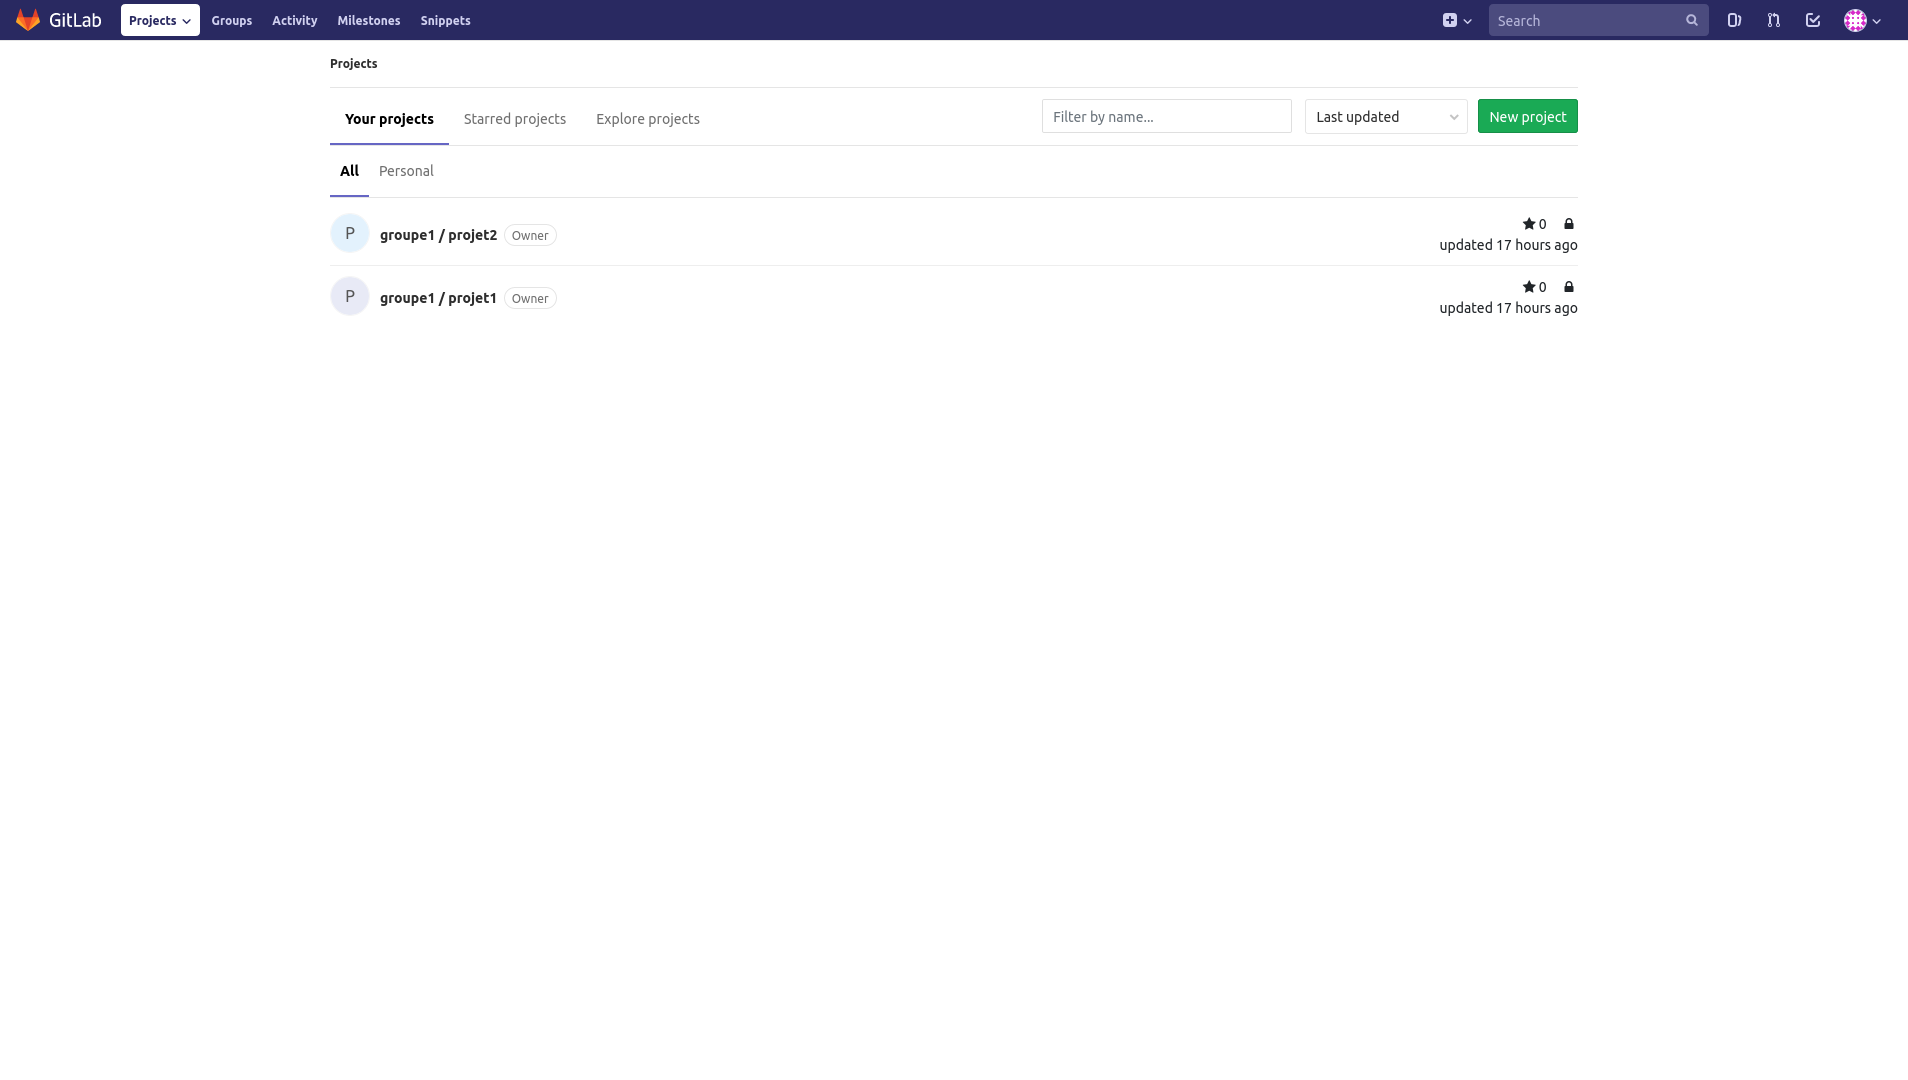 GitLab Projects Groups Activity Milestones Snippets Search
Projects
Your projects Starred projects Explore projects Filter by name... Last updated New project
All Personal
P groupe1 / projet2 Owner 0
updated 17 hours ago
P groupe1 / projet1 Owner 0
updated 17 hours ago